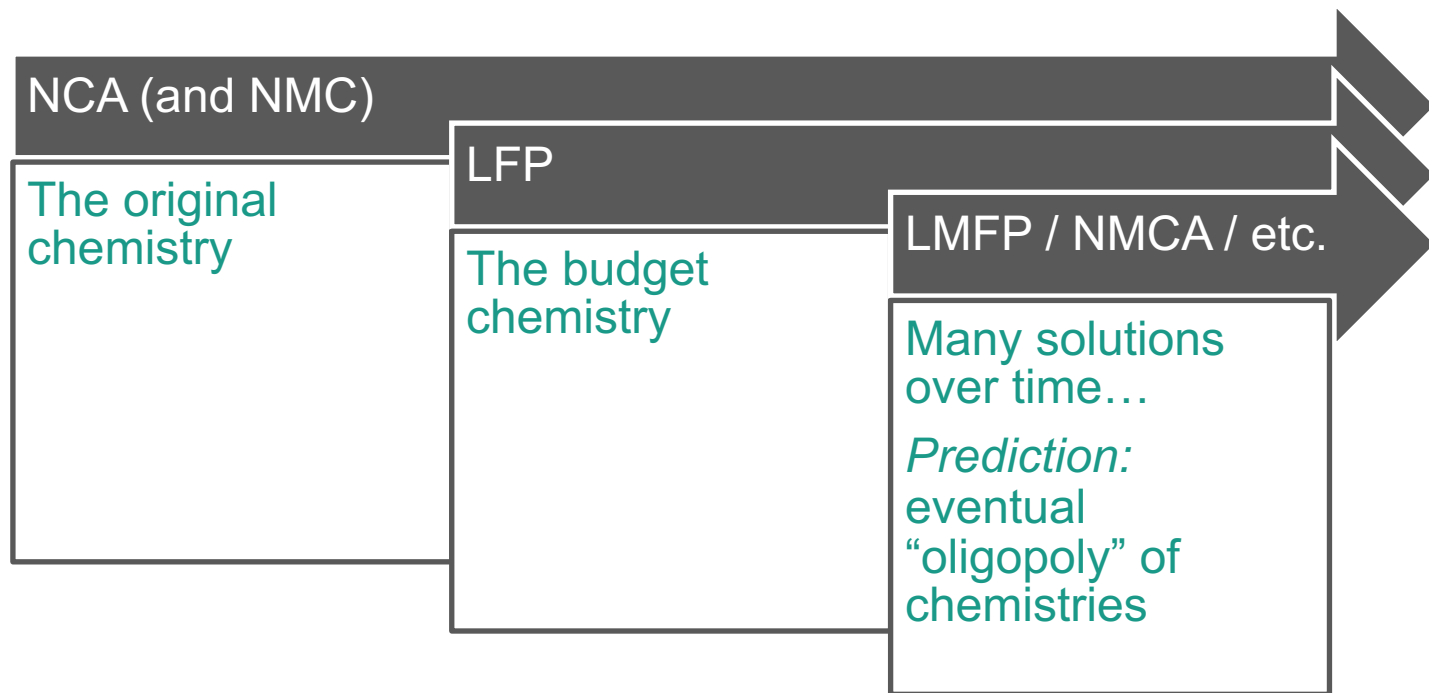 NCA (and NMC)
The original
chemistry
LFP
The budget
chemistry
LMFP / NMCA / etc.
Many solutions
over time…
Prediction:
eventual
“oligopoly” of
chemistries